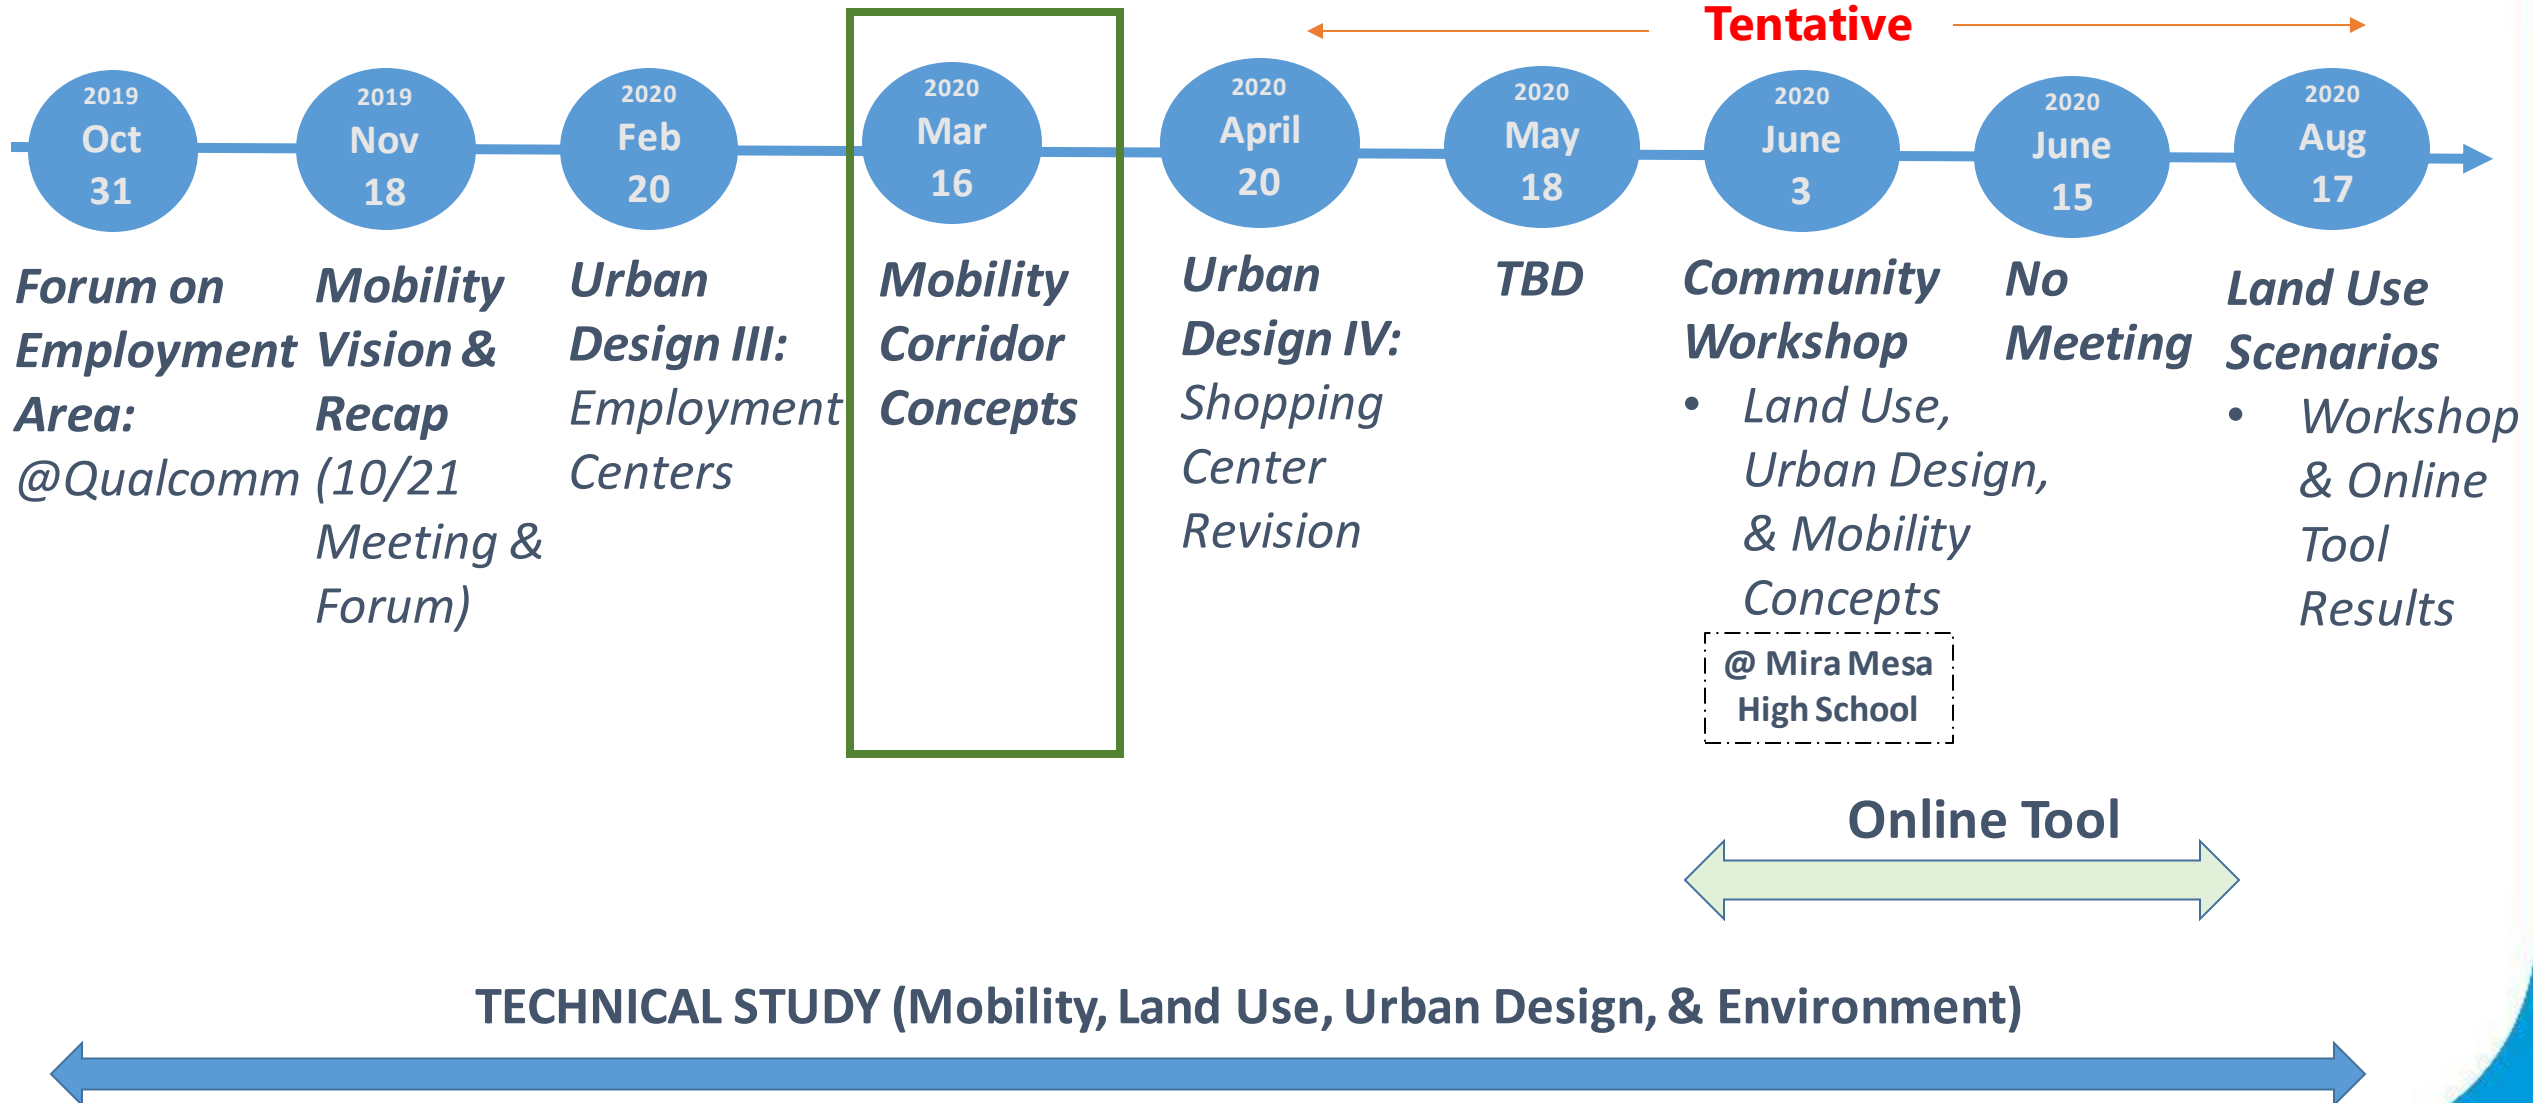 Tentative
2019
Oct
31
2019
Nov
18
2020
Feb
20
2020
Mar
16
2020
April
20
2020
May
18
2020
June
3
2020
June
15
2020
Aug
17
Forum on
Employment
Area:
@Qualcomm
Mobility
Vision &
Recap
(10/21
Meeting &
Forum)
Urban
Design III:
Employment
Centers
Mobility
Corridor
Concepts
Urban
Design IV:
Shopping
Center
Revision
TBD
Community
Workshop
• Land Use,
Urban Design,
& Mobility
Concepts
@ Mira Mesa
High School
No
Meeting
Land Use
Scenarios
• Workshop
& Online
Tool
Results
Online Tool
TECHNICAL STUDY (Mobility, Land Use, Urban Design, & Environment)